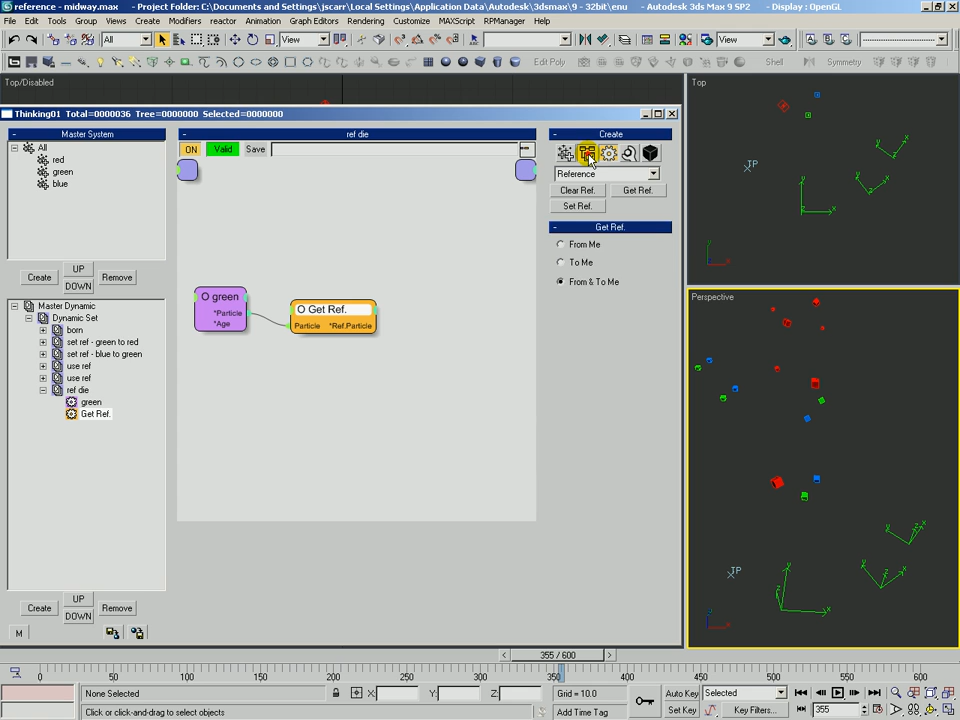 reference - midway.max - Project Folder: C:\Documents and Settings\jscarr\Local Settings\Application Data\Autodesk\3dsmax\9 - 32bit\enu - Autodesk 3ds Max 9 SP2 - Display : OpenGL
File Edit Tools Group Views Create Modifiers reactor Animation Graph Editors Rendering Customize MAXScript RPManager Help
All View View
Edit Poly Shell Symmetry
Top/Disabled Top
Thinking01 Total=0000036 Tree=0000000 Selected=0000000
Master System ref die Create
All
red
green
blue
ON Valid Save
Reference
Clear Ref. Get Ref.
Set Ref.
Get Ref.
From Me
To Me
From & To Me
Create UP Remove
DOWN
Master Dynamic
Dynamic Set
born
set ref - green to red
set ref - blue to green
use ref
use ref
ref die
green
Get Ref.
O green
*Particle
*Age
O Get Ref.
Particle *Ref.Particle
Create UP Remove
DOWN
M
TP
x
y
x
y
x
y
Perspective
TP
x
y
x
y
x
y
355 / 600
0 50 100 150 200 250 300 350 400 450 500 550 600
None Selected X: Y: Z: Grid = 10.0 Auto Key Selected
Click or click-and-drag to select objects Add Time Tag Set Key Key Filters... 355